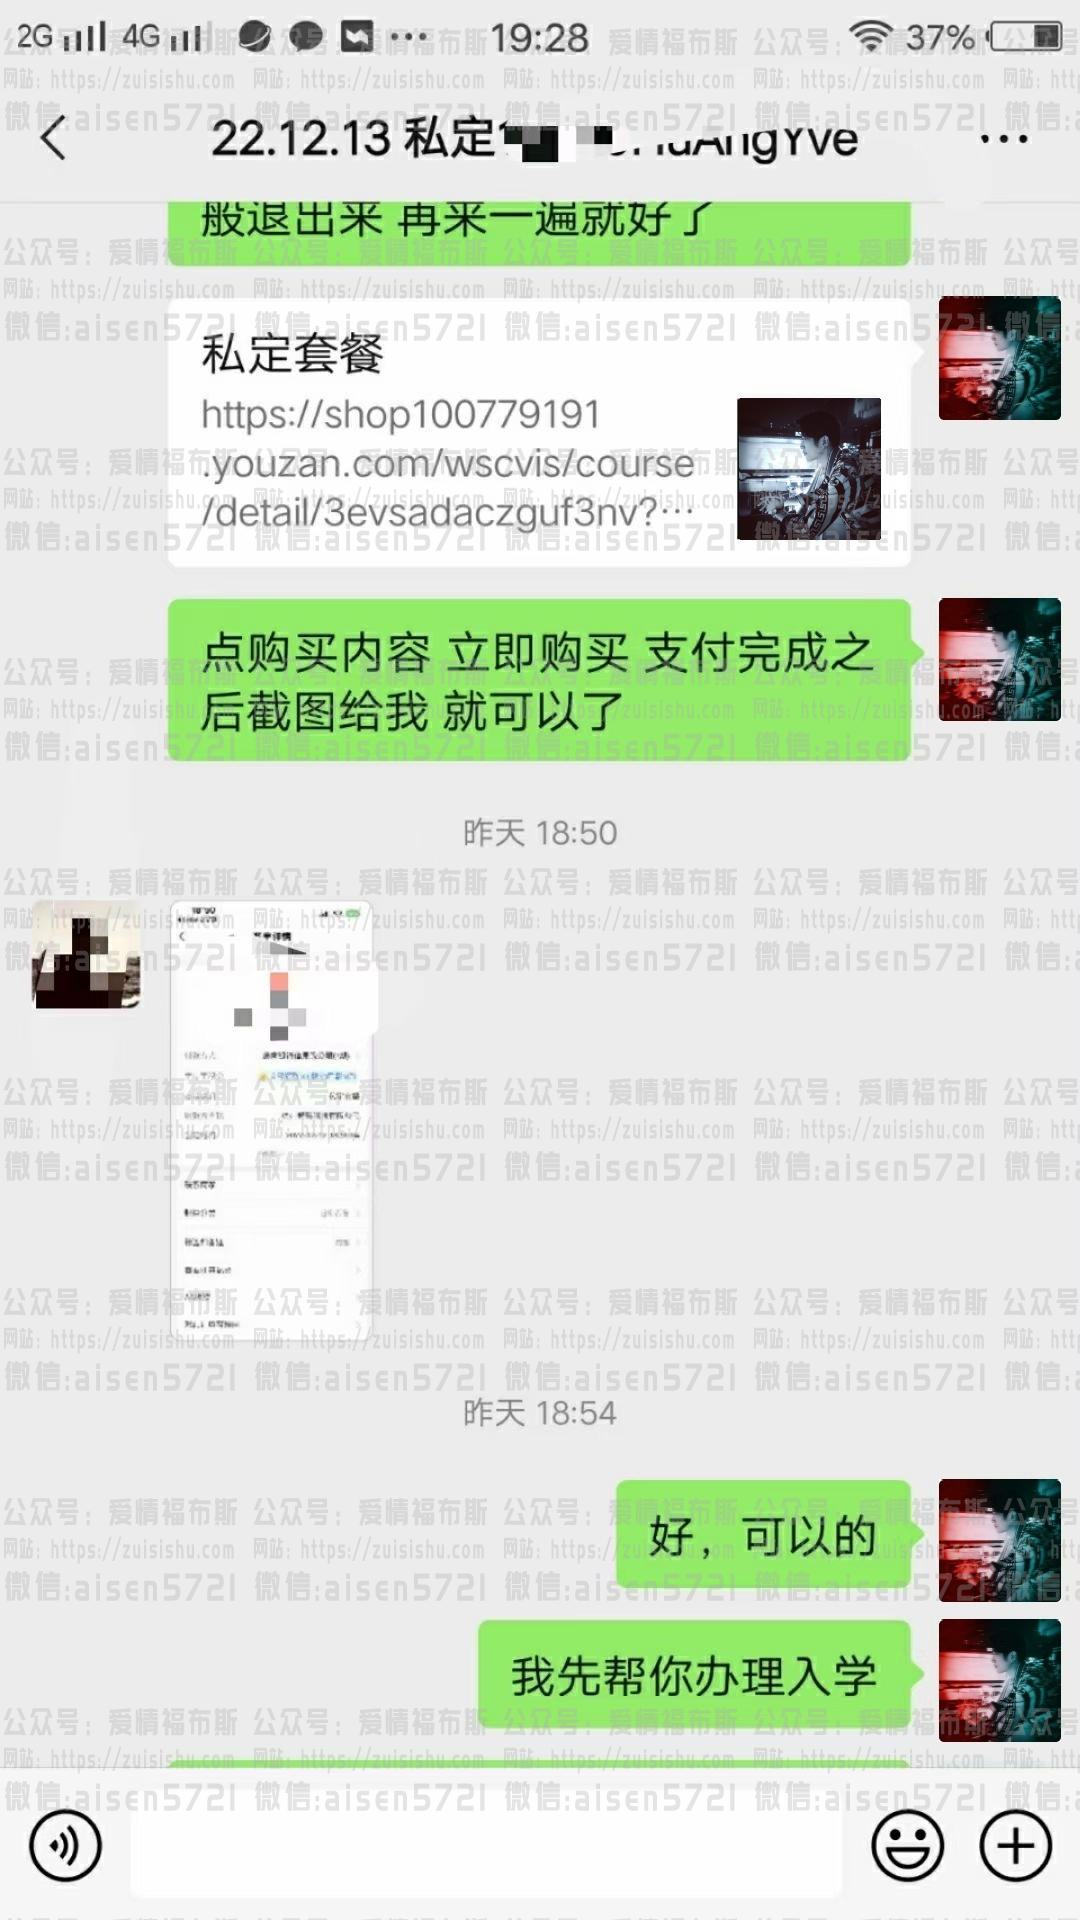 2G 4G 19:28 37%
22.12.13 私定
般退出来 再来一遍就好了
私定套餐
https://shop100779191
.youzan.com/wscvis/course
/detail/3evsadaczguf3nv?···
点购买内容 立即购买 支付完成之
后截图给我 就可以了
昨天 18:50
昨天 18:54
好，可以的
我先帮你办理入学
公众号：爱情福布斯
网站：https://zuisishu.com
微信:aisen5721